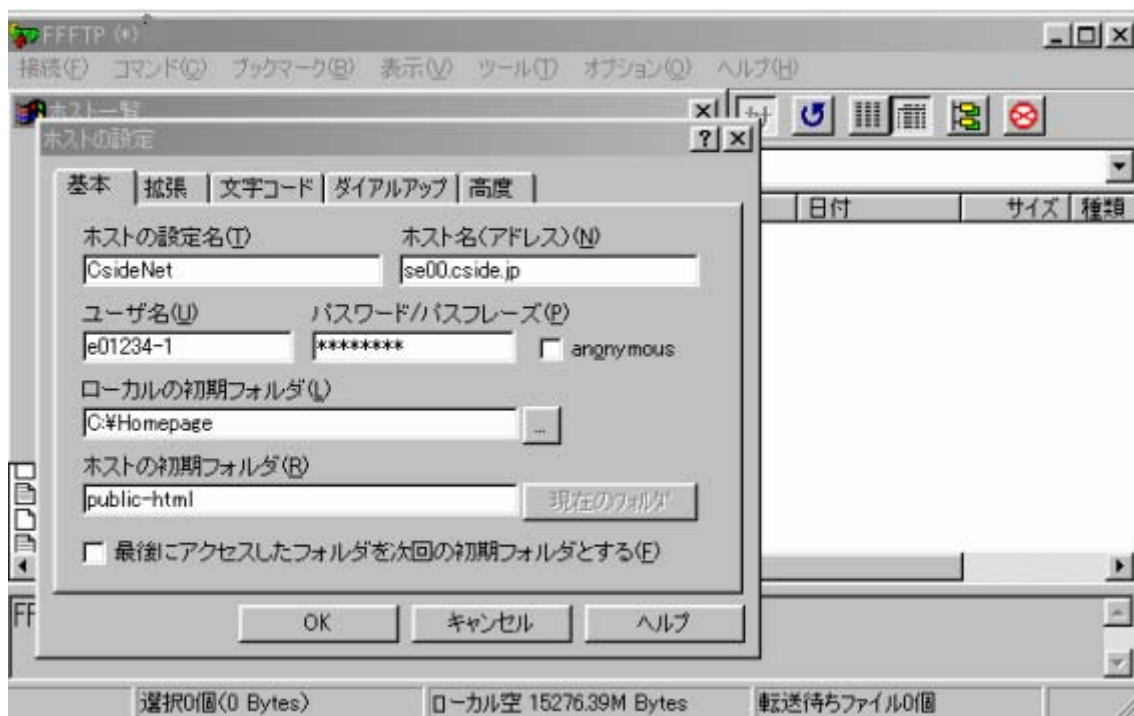 FFFTP (*)
接続(F) コマンド(C) ブックマーク(B) 表示(V) ツール(T) オプション(O) ヘルプ(H)
ホスト一覧
ホストの設定
基本 拡張 文字コード ダイアルアップ 高度
日付 サイズ 種類
ホストの設定名(T) ホスト名(アドレス)(N)
CsideNet se00.cside.jp
ユーザ名(U) パスワード/パスフレーズ(P)
e01234-1 ******** anonymous
ローカルの初期フォルダ(L)
C:¥Homepage ...
ホストの初期フォルダ(R)
public-html 現在のフォルダ
最後にアクセスしたフォルダを次回の初期フォルダとする(F)
FF
OK キャンセル ヘルプ
選択0個(0 Bytes) ローカル空 15276.39M Bytes 転送待ちファイル0個